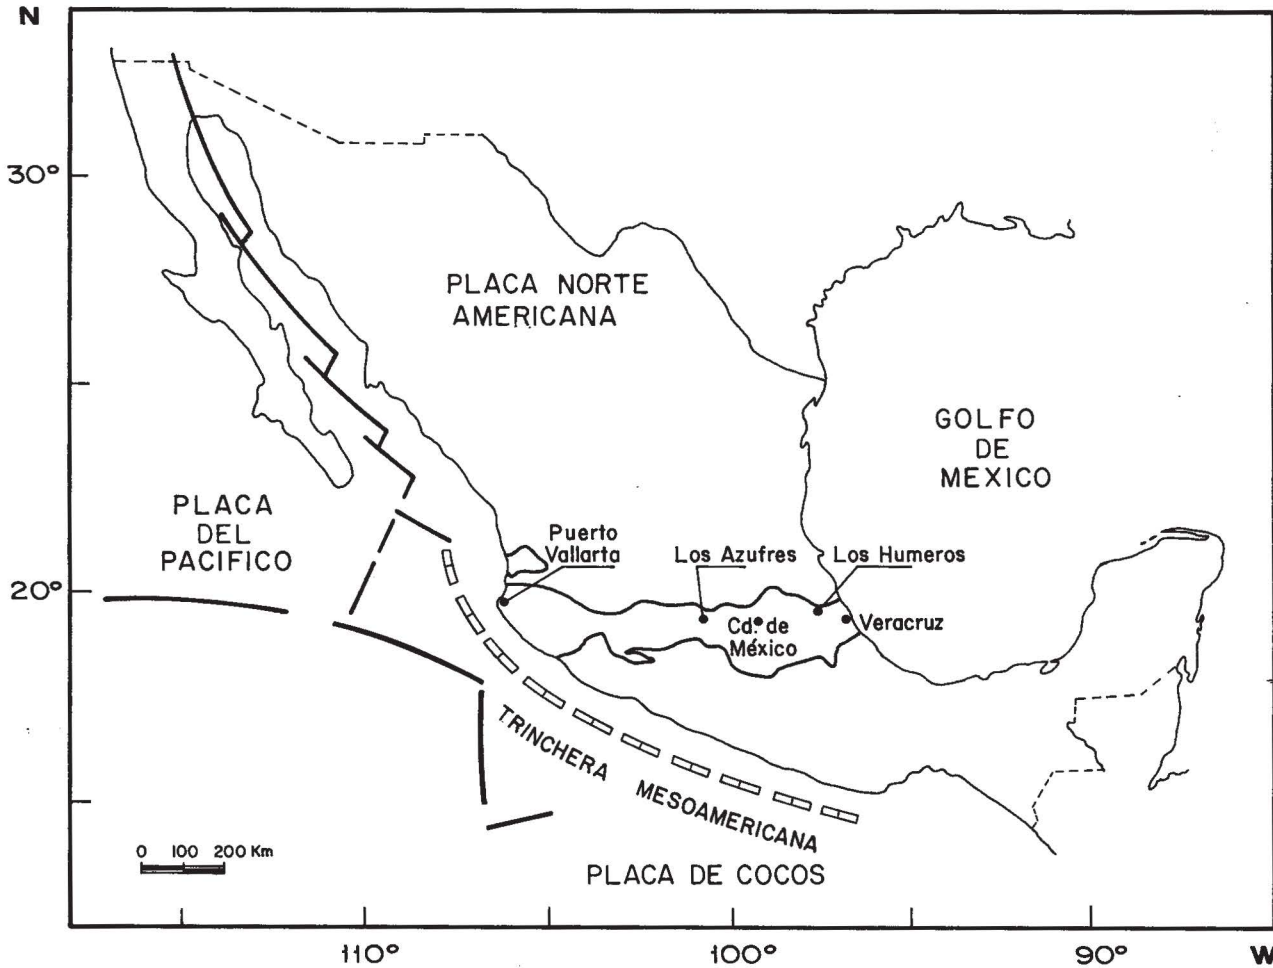 N
30°
PLACA NORTE
AMERICANA
GOLFO
DE
MEXICO
PLACA
DEL
PACIFICO
Puerto
Vallarta
Los Azufres
Los Humeros
20°
Cd. de
México
Veracruz
TRINCHERA MESOAMERICANA
0 100 200 Km
PLACA DE COCOS
110°
100°
90°
W